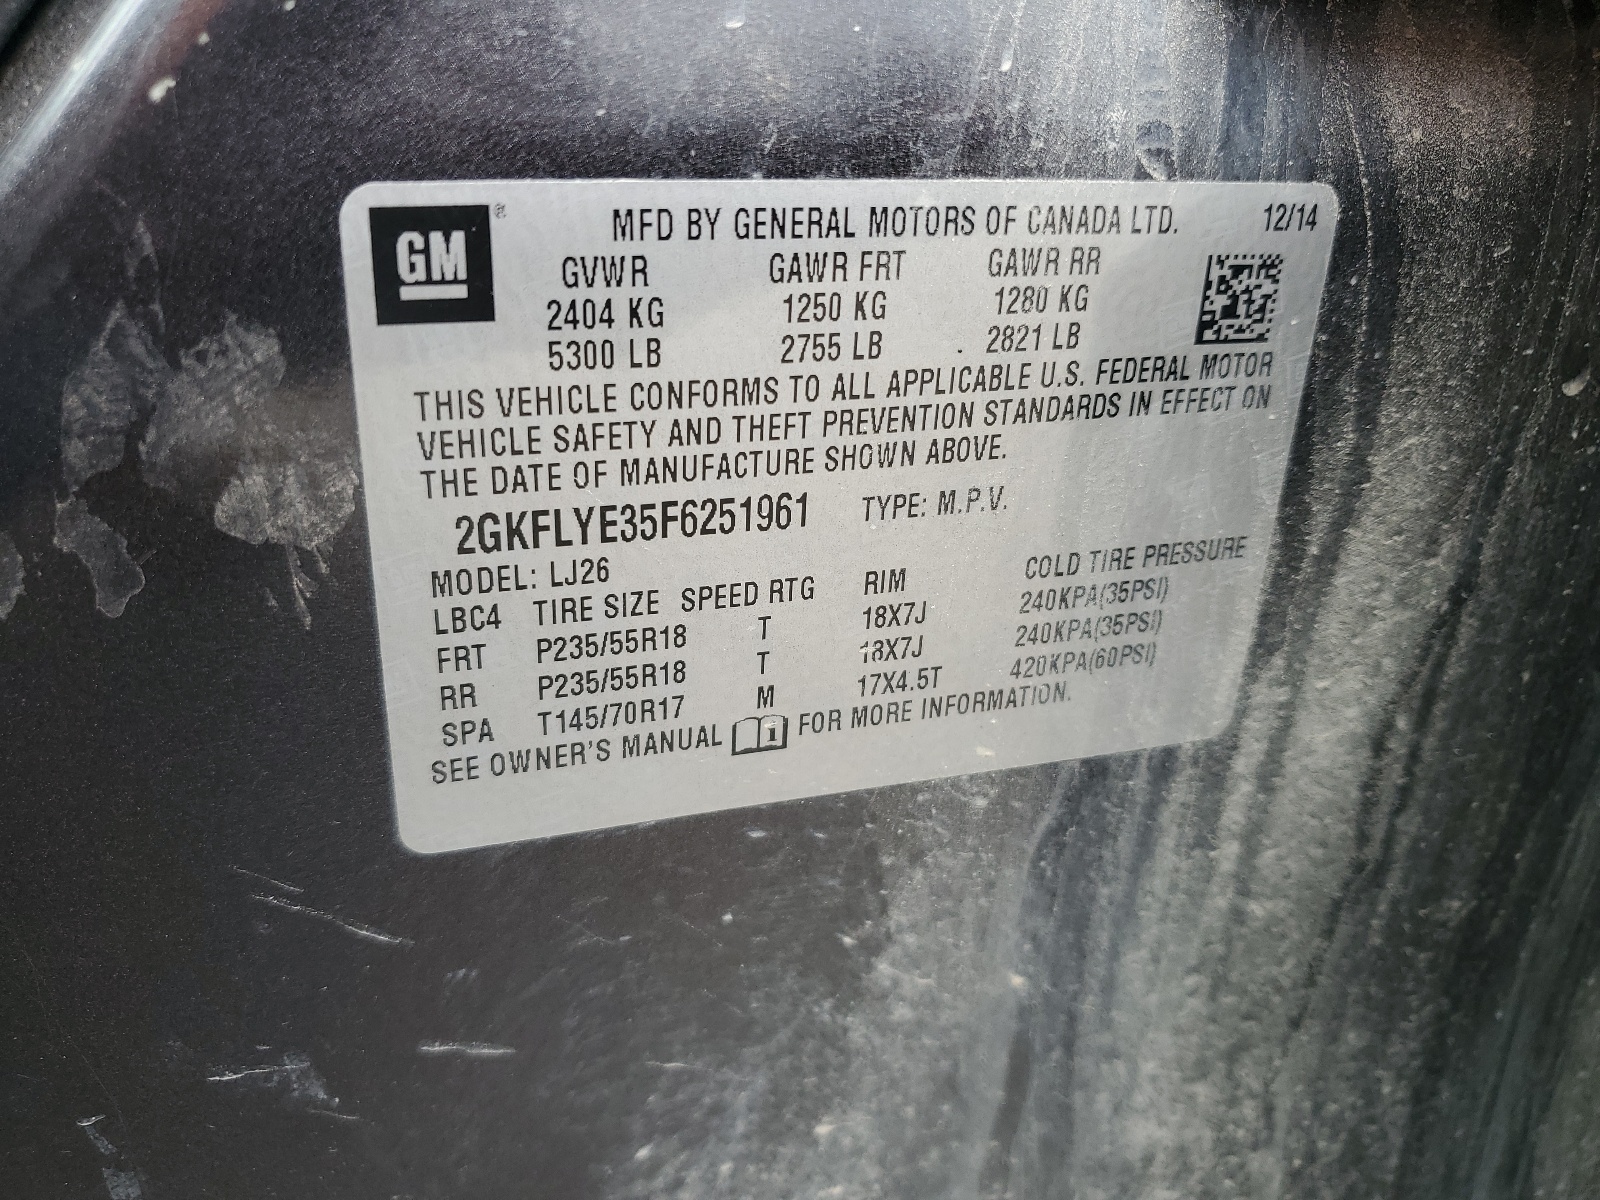 GM ® MFD BY GENERAL MOTORS OF CANADA LTD. 12/14
GVWR GAWR FRT GAWR RR
2404 KG 1250 KG 1280 KG
5300 LB 2755 LB 2821 LB
THIS VEHICLE CONFORMS TO ALL APPLICABLE U.S. FEDERAL MOTOR
VEHICLE SAFETY AND THEFT PREVENTION STANDARDS IN EFFECT ON
THE DATE OF MANUFACTURE SHOWN ABOVE.
2GKFLYE35F6251961 TYPE: M.P.V.
MODEL: LJ26
LBC4 TIRE SIZE SPEED RTG RIM COLD TIRE PRESSURE
FRT P235/55R18 T 18X7J 240KPA(35PSI)
RR P235/55R18 T 18X7J 240KPA(35PSI)
SPA T145/70R17 M 17X4.5T 420KPA(60PSI)
SEE OWNER'S MANUAL i FOR MORE INFORMATION.